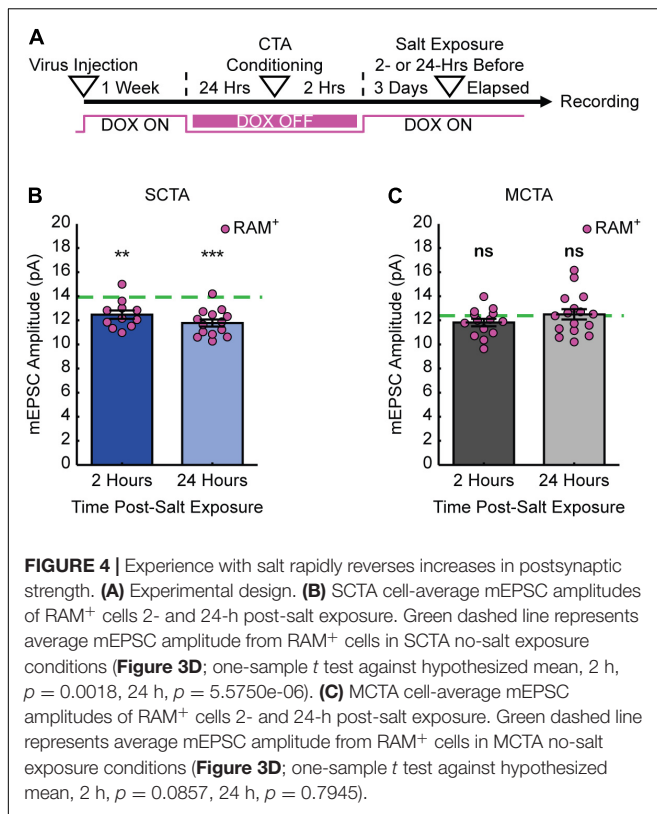 A
CTA
Conditioning
Salt Exposure
2- or 24-Hrs Before
Virus Injection
1 Week
24 Hrs
2 Hrs
3 Days
Elapsed
Recording
DOX ON
DOX OFF
DOX ON
B
SCTA
mEPSC Amplitude (pA)
20
18
16
14
12
10
8
6
4
2
0
RAM⁺
**
***
2 Hours
24 Hours
Time Post-Salt Exposure
C
MCTA
mEPSC Amplitude (pA)
20
18
16
14
12
10
8
6
4
2
0
RAM⁺
ns
ns
2 Hours
24 Hours
Time Post-Salt Exposure
FIGURE 4 | Experience with salt rapidly reverses increases in postsynaptic
strength. (A) Experimental design. (B) SCTA cell-average mEPSC amplitudes
of RAM⁺ cells 2- and 24-h post-salt exposure. Green dashed line represents
average mEPSC amplitude from RAM⁺ cells in SCTA no-salt exposure
conditions (Figure 3D; one-sample t test against hypothesized mean, 2 h,
p = 0.0018, 24 h, p = 5.5750e-06). (C) MCTA cell-average mEPSC
amplitudes of RAM⁺ cells 2- and 24-h post-salt exposure. Green dashed line
represents average mEPSC amplitude from RAM⁺ cells in MCTA no-salt
exposure conditions (Figure 3D; one-sample t test against hypothesized
mean, 2 h, p = 0.0857, 24 h, p = 0.7945).